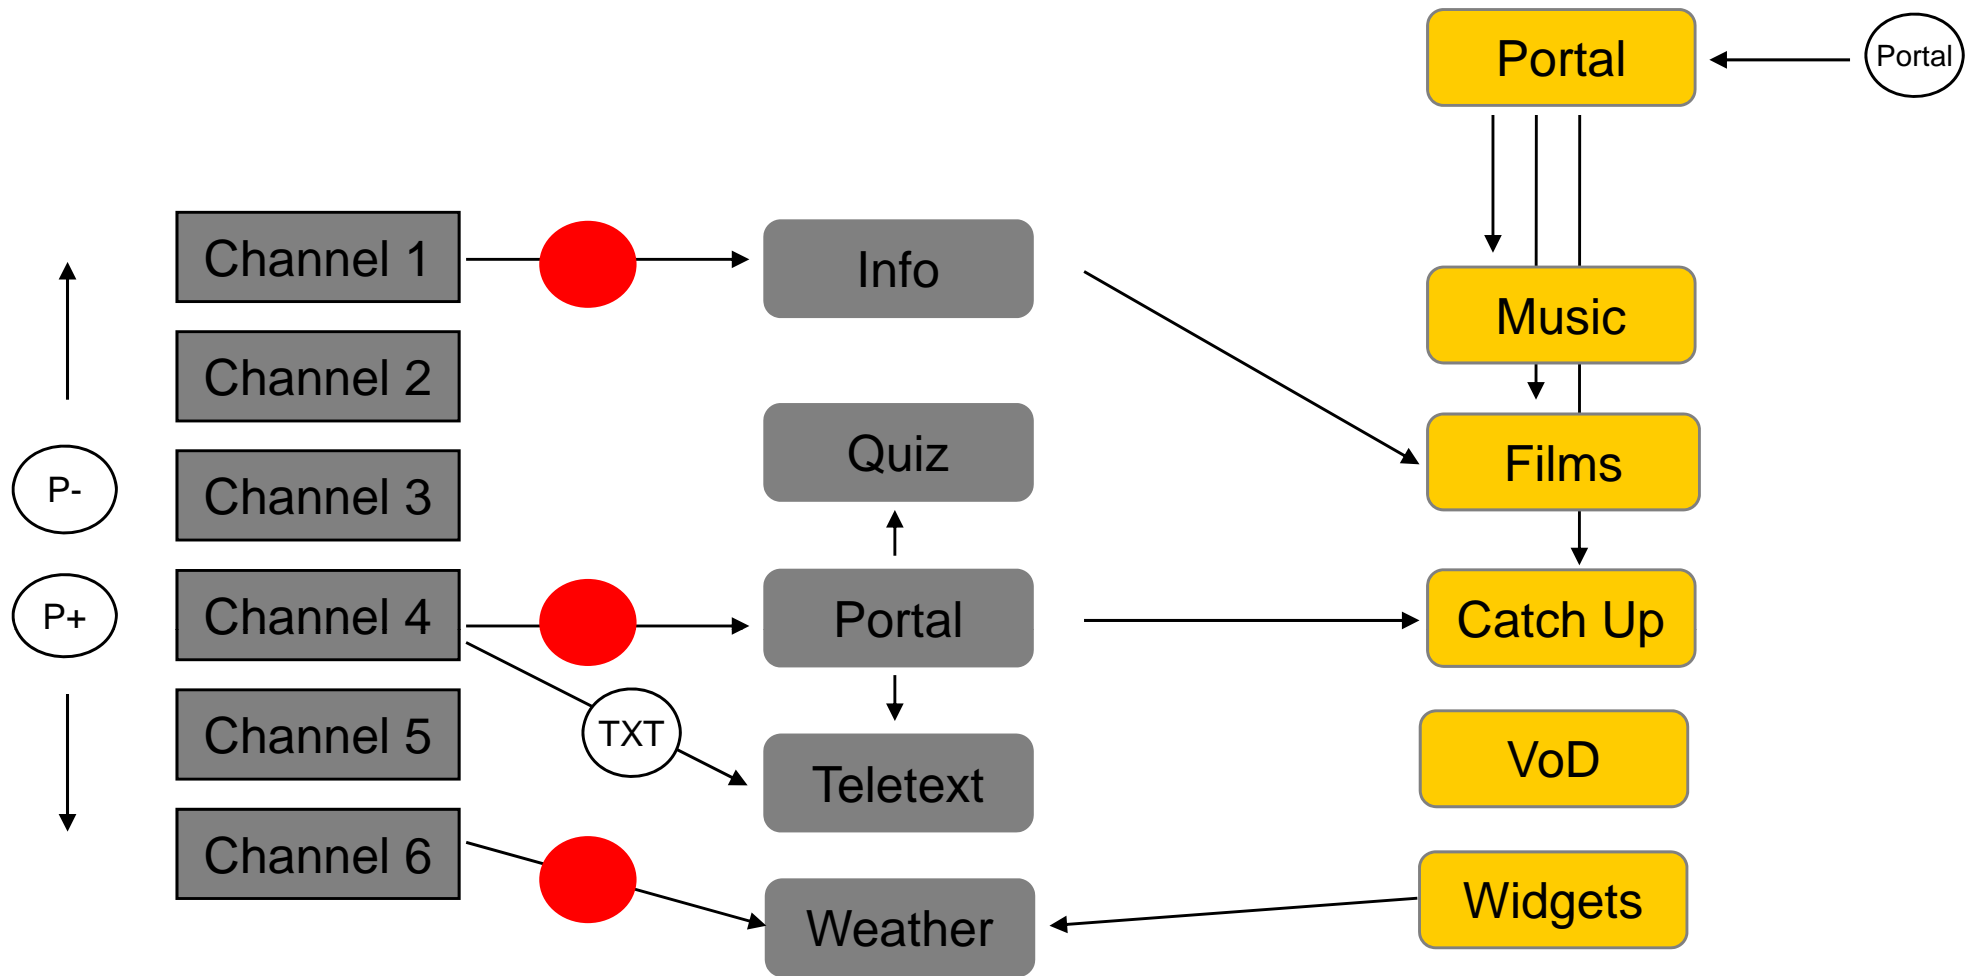 Portal
Portal
Channel 1
Info
Music
Channel 2
Quiz
Films
P-
Channel 3
P+
Channel 4
Portal
Catch Up
Channel 5
TXT
Teletext
VoD
Channel 6
Weather
Widgets